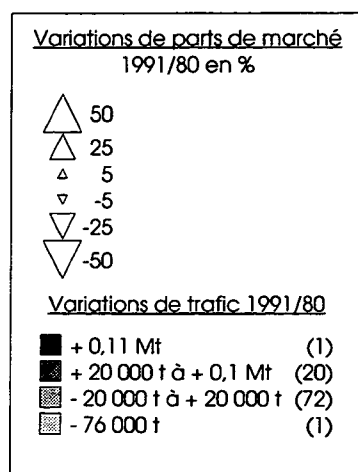 Variations de parts de marché
1991/80 en %
50
25
5
-5
-25
-50
Variations de trafic 1991/80
+ 0,11 Mt (1)
+ 20 000 t à + 0,1 Mt (20)
- 20 000 t à + 20 000 t (72)
- 76 000 t (1)